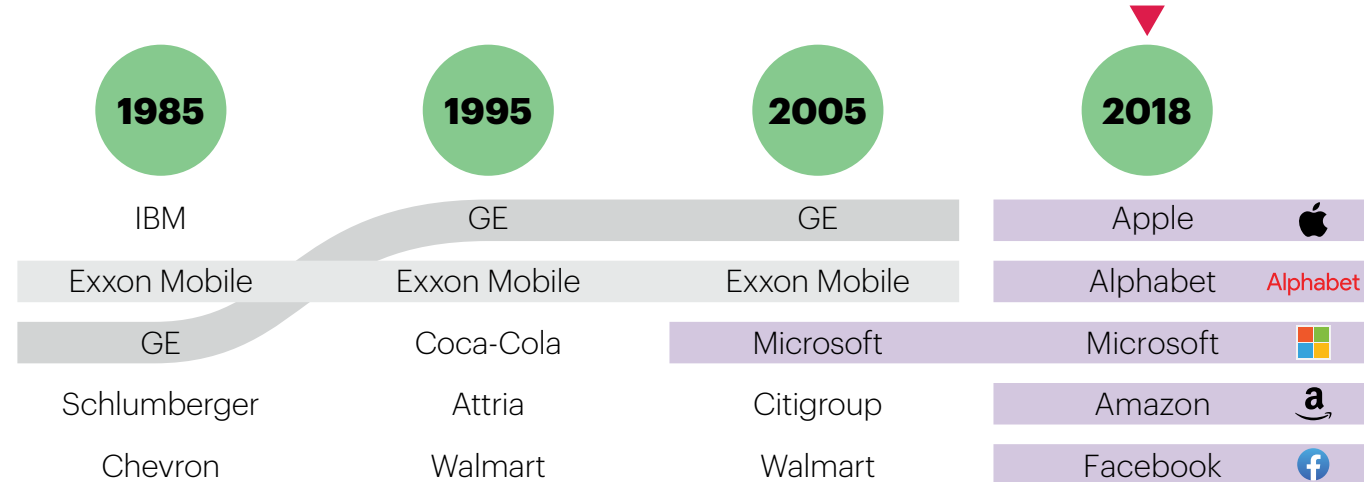 1985 1995 2005 2018
IBM GE GE Apple
Exxon Mobile Exxon Mobile Exxon Mobile Alphabet Alphabet
GE Coca-Cola Microsoft Microsoft
Schlumberger Attria Citigroup Amazon a
Chevron Walmart Walmart Facebook f